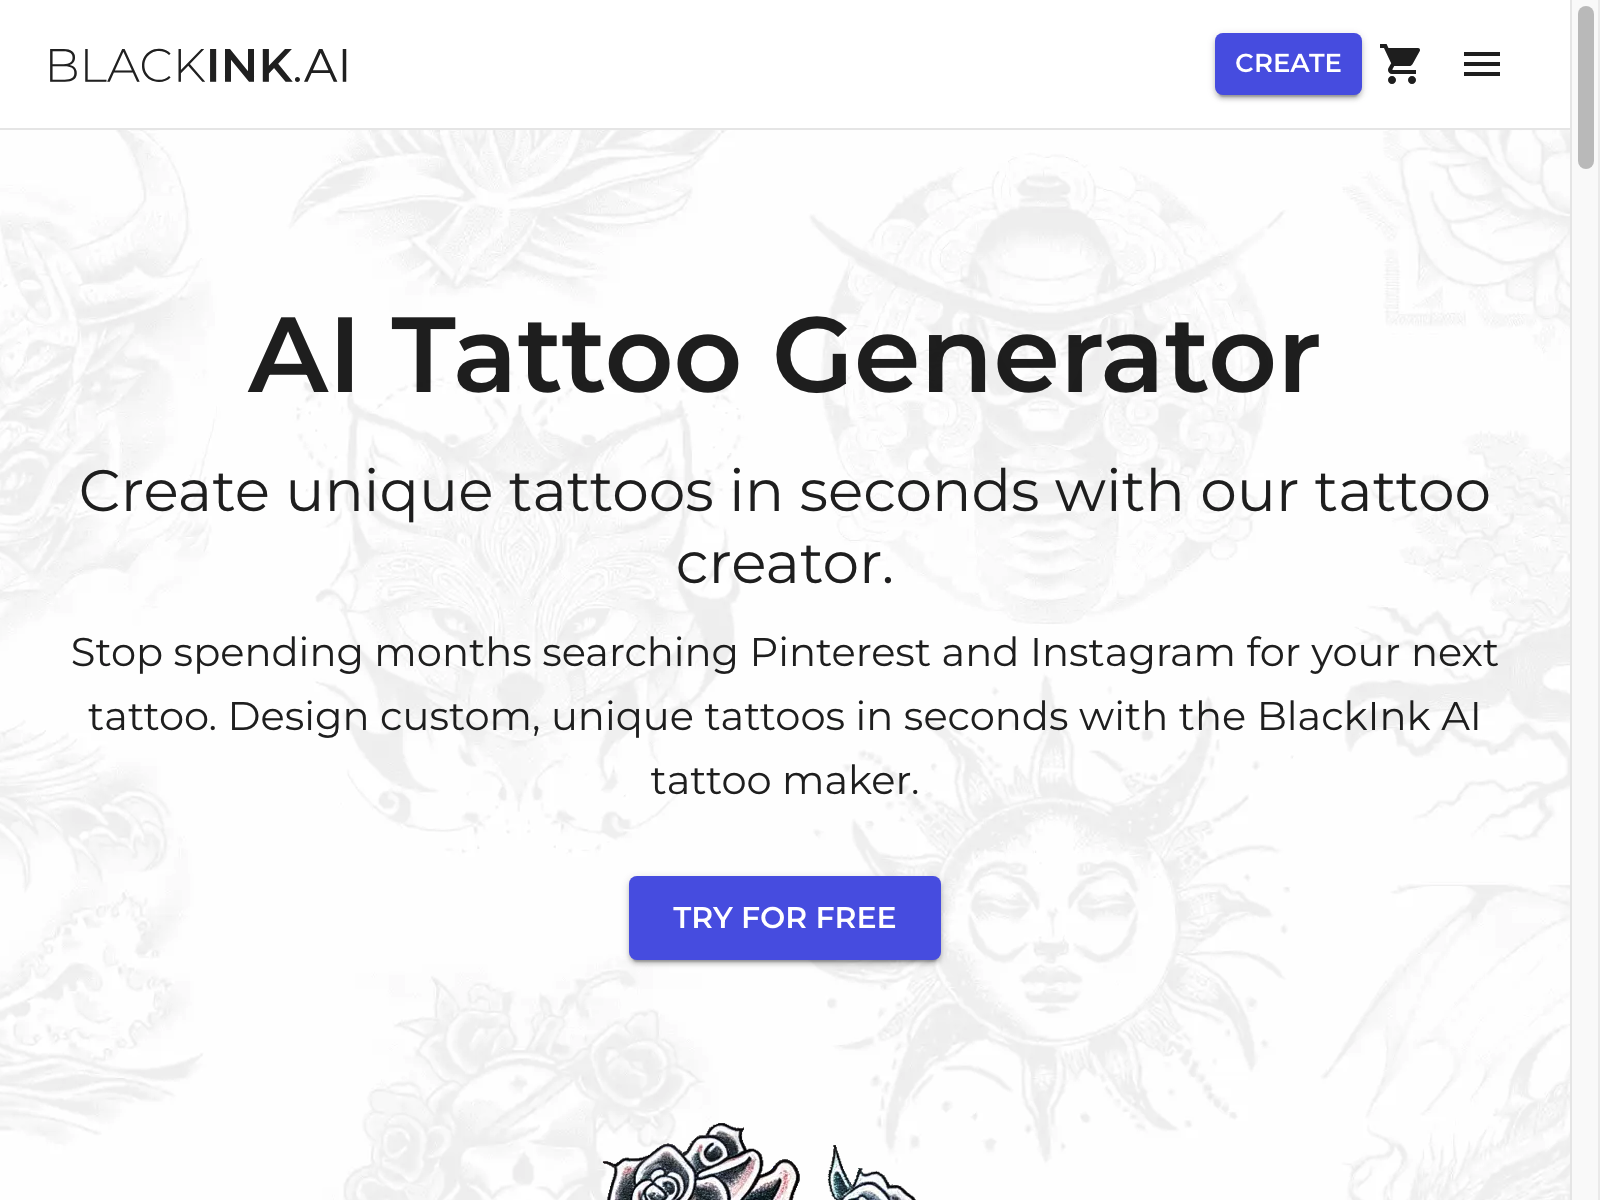 BLACKINK.AI
CREATE
AI Tattoo Generator
Create unique tattoos in seconds with our tattoo
creator.
Stop spending months searching Pinterest and Instagram for your next
tattoo. Design custom, unique tattoos in seconds with the BlackInk AI
tattoo maker.
TRY FOR FREE